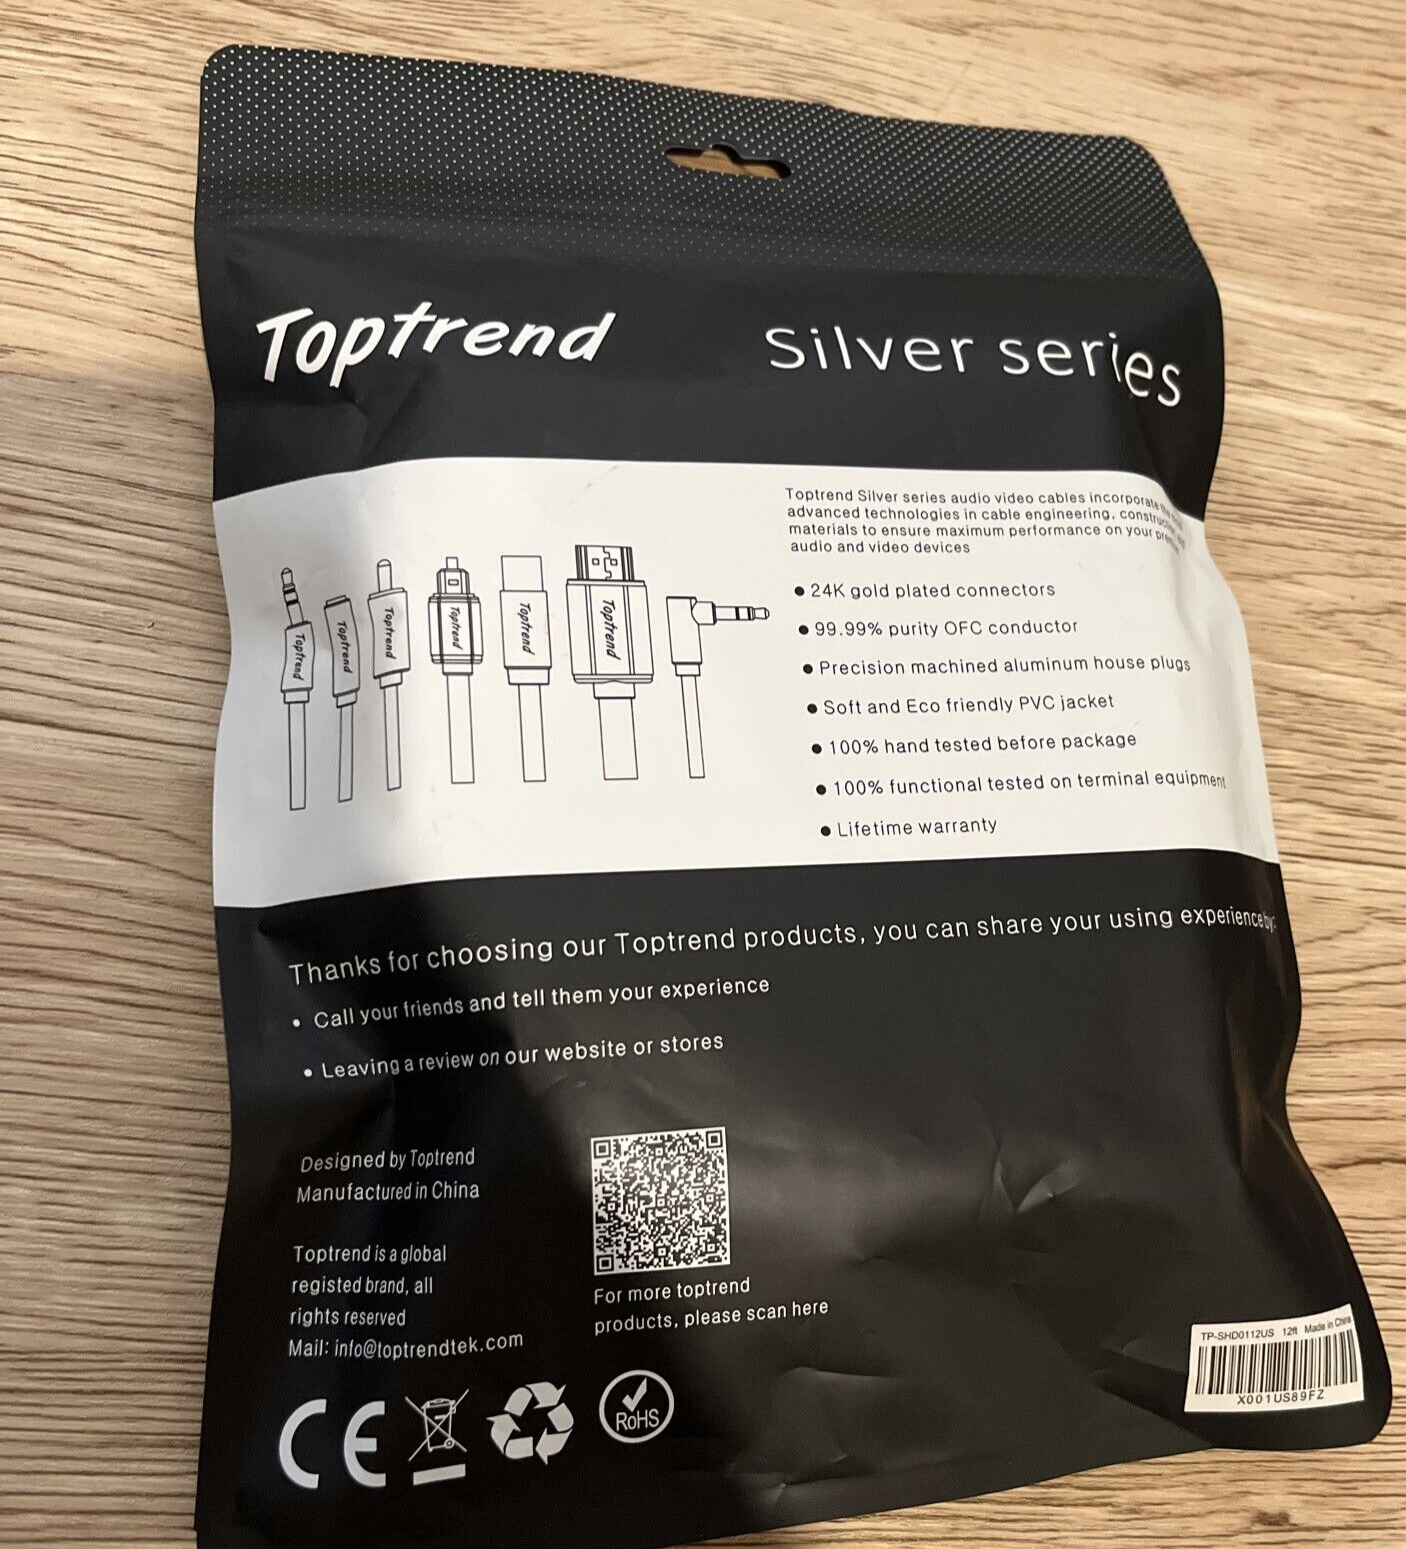 Toptrend
Silver series
Toptrend Silver series audio video cables incorporate the
advanced technologies in cable engineering, construction
materials to ensure maximum performance on your
audio and video devices
● 24K gold plated connectors
● 99.99% purity OFC conductor
● Precision machined aluminum house plugs
● Soft and Eco friendly PVC jacket
● 100% hand tested before package
● 100% functional tested on terminal equipment
● Lifetime warranty
Toptrend
Toptrend
Toptrend
Toptrend
Toptrend
Toptrend
Thanks for choosing our Toptrend products, you can share your using experience by:
• Call your friends and tell them your experience
• Leaving a review on our website or stores
Designed by Toptrend
Manufactured in China
Toptrend is a global
registed brand, all
rights reserved
Mail: info@toptrendtek.com
For more toptrend
products, please scan here
CE
RoHS
TP-SHD0112US 12ft Made in China
X001US89FZ